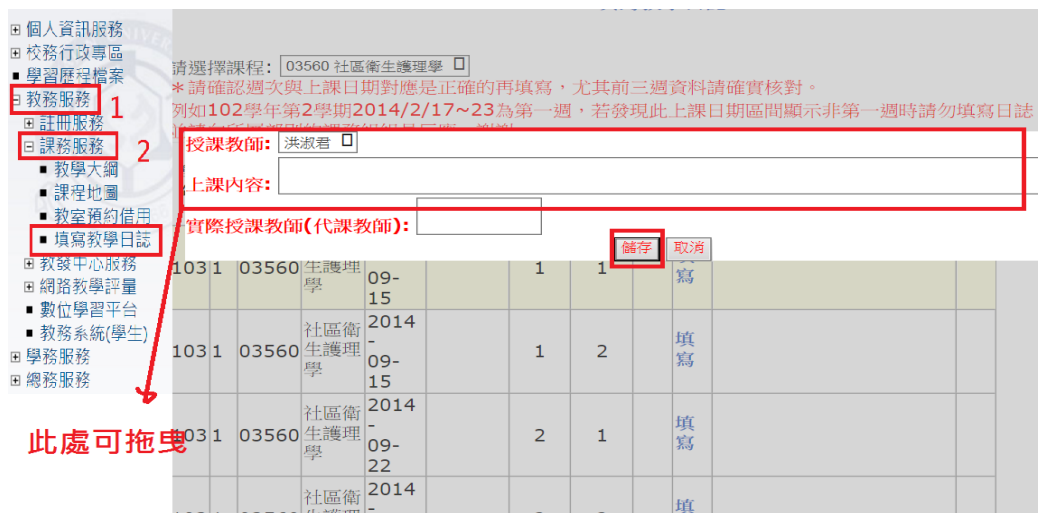 個人資訊服務
校務行政專區
學習歷程檔案
教務服務 1
註冊服務
課務服務 2
教學大綱
課程地圖
教室預約借用
填寫教學日誌
教發中心服務
網路教學評量
數位學習平台
教務系統(學生)
學務服務
總務服務
此處可拖曳
請選擇課程: 03560 社區衛生護理學
＊請確認週次與上課日期對應是正確的再填寫，尤其前三週資料請確實核對。
例如102學年第2學期2014/2/17~23為第一週，若發現此上課日期區間顯示非第一週時請勿填寫日誌
授課教師: 洪淑君
上課內容:
實際授課教師(代課教師):
儲存 取消
103 1 03560 生護理學 09-15 1 1 寫
103 1 03560 社區衛生護理學 2014-09-15 1 2 填寫
103 1 03560 社區衛生護理學 2014-09-22 2 1 填寫
社區衛 2014 填